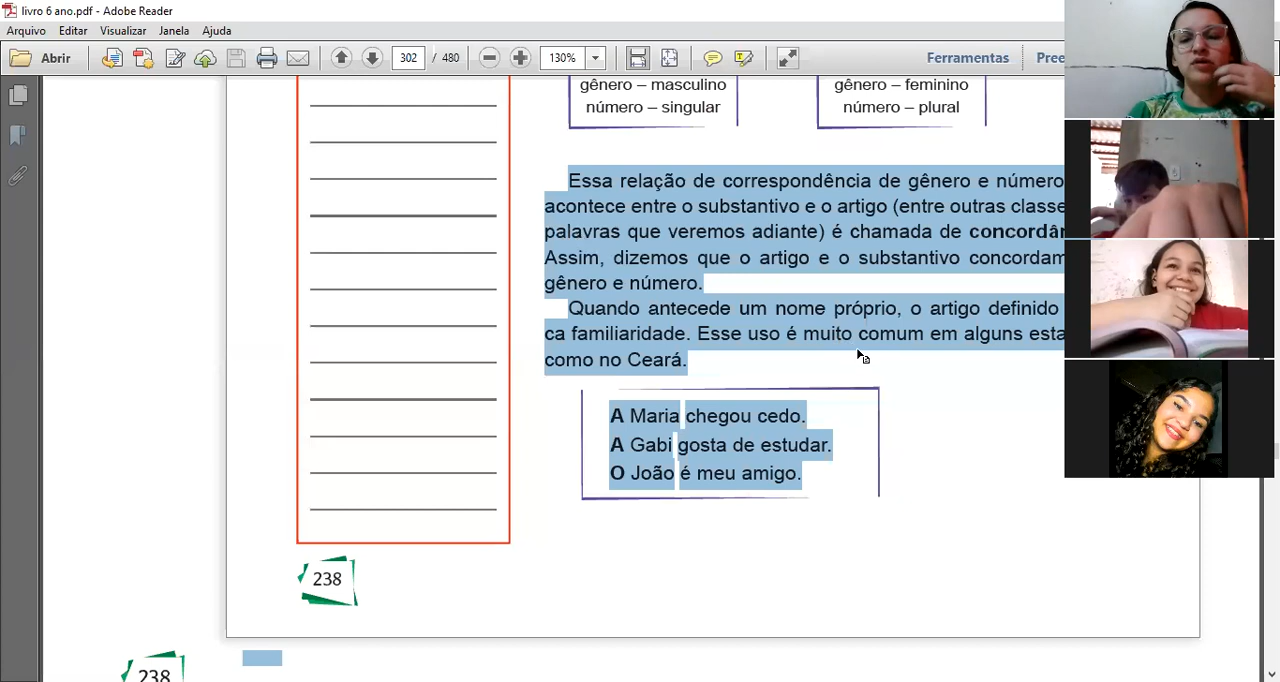 livro 6 ano.pdf - Adobe Reader
Arquivo Editar Visualizar Janela Ajuda
Abrir 302 / 480 130% Ferramentas Pree
gênero – masculino
número – singular
gênero – feminino
número – plural
Essa relação de correspondência de gênero e número
acontece entre o substantivo e o artigo (entre outras classe
palavras que veremos adiante) é chamada de concordân
Assim, dizemos que o artigo e o substantivo concordam
gênero e número.
Quando antecede um nome próprio, o artigo definido
ca familiaridade. Esse uso é muito comum em alguns esta
como no Ceará.
A Maria chegou cedo.
A Gabi gosta de estudar.
O João é meu amigo.
238
238